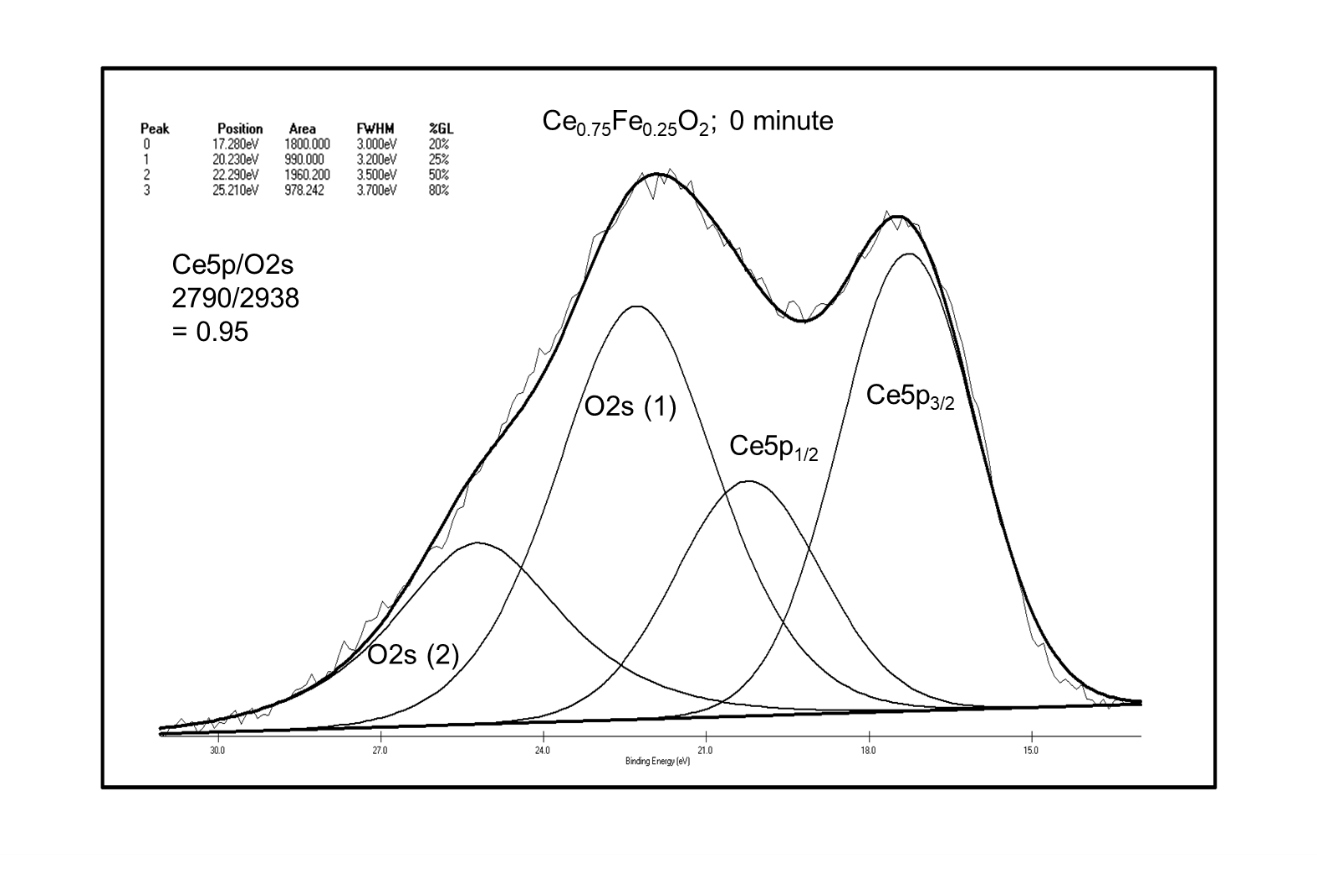 Ce0.75Fe0.25O2; 0 minute
Peak Position Area FWHM %GL
0 17.280eV 1800.000 3.000eV 20%
1 20.230eV 990.000 3.200eV 25%
2 22.290eV 1960.200 3.500eV 50%
3 25.210eV 978.242 3.700eV 80%
Ce5p/O2s
2790/2938
= 0.95
Ce5p3/2
O2s (1)
Ce5p1/2
O2s (2)
30.0 27.0 24.0 21.0 18.0 15.0
Binding Energy (eV)